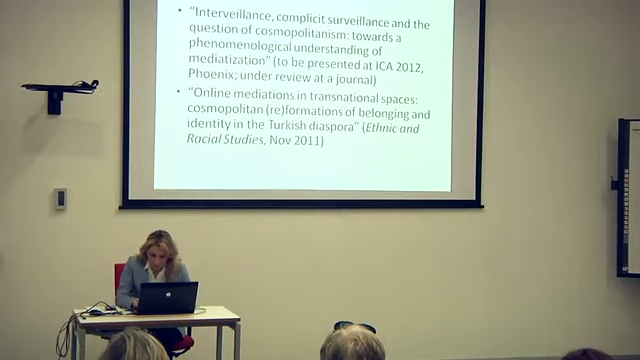 • “Interveillance, complicit surveillance and the
question of cosmopolitanism: towards a
phenomenological understanding of
mediatization” (to be presented at ICA 2012,
Phoenix; under review at a journal)
• “Online mediations in transnational spaces:
cosmopolitan (re)formations of belonging and
identity in the Turkish diaspora” (Ethnic and
Racial Studies, Nov 2011)